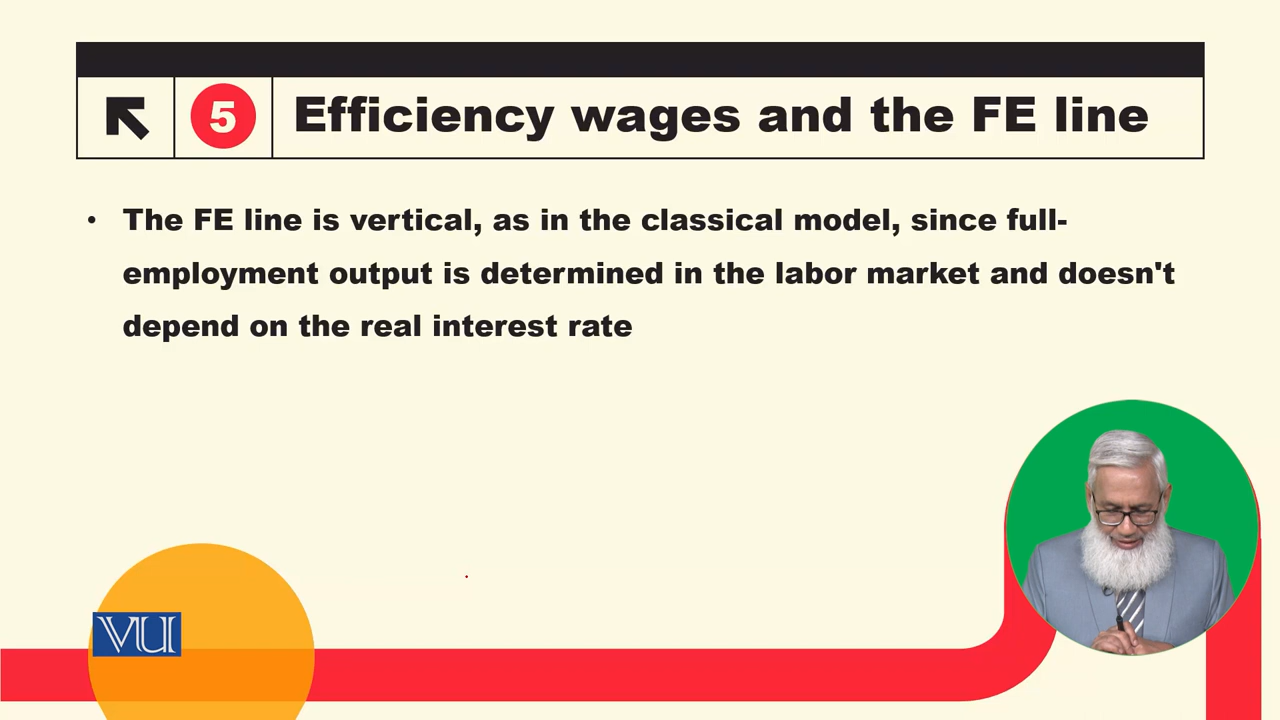 5 Efficiency wages and the FE line
• The FE line is vertical, as in the classical model, since full-
employment output is determined in the labor market and doesn't
depend on the real interest rate
VU